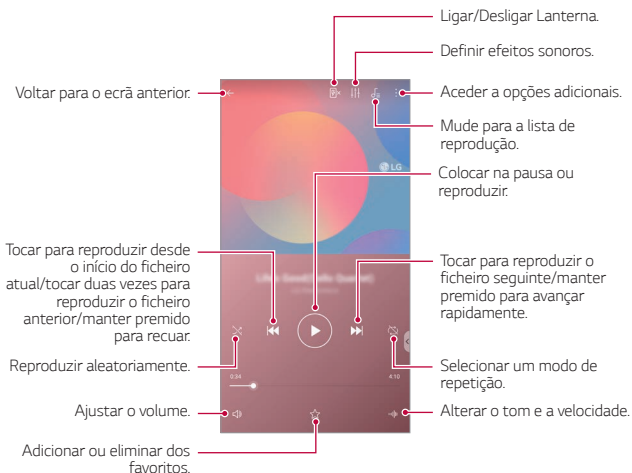 Ligar/Desligar Lanterna.
Definir efeitos sonoros.
Voltar para o ecrã anterior.
Aceder a opções adicionais.
Mude para a lista de
reprodução.
LG
Colocar na pausa ou
reproduzir.
Tocar para reproduzir desde
o início do ficheiro
atual/tocar duas vezes para
reproduzir o ficheiro
anterior/manter premido
para recuar.
Tocar para reproduzir o
ficheiro seguinte/manter
premido para avançar
rapidamente.
Reproduzir aleatoriamente.
Selecionar um modo de
repetição.
0:34
4:10
Ajustar o volume.
Alterar o tom e a velocidade.
Adicionar ou eliminar dos
favoritos.